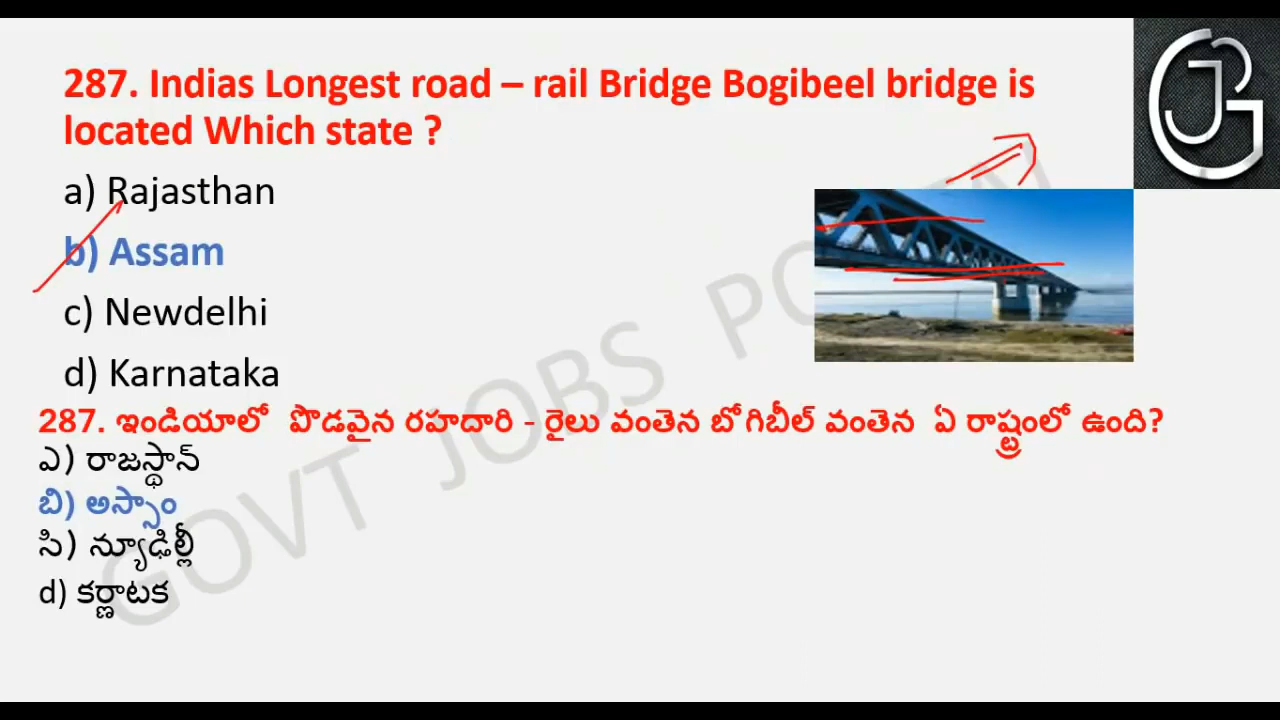 287. Indias Longest road – rail Bridge Bogibeel bridge is
located Which state ?
a) Rajasthan
b) Assam
c) Newdelhi
d) Karnataka
287. ఇండియాలో పొడవైన రహదారి - రైలు వంతెన బోగిబీల్ వంతెన ఏ రాష్ట్రంలో ఉంది?
ఎ) రాజస్థాన్
బి) అస్సాం
సి) న్యూఢిల్లీ
d) కర్ణాటక
GOVT JOBS